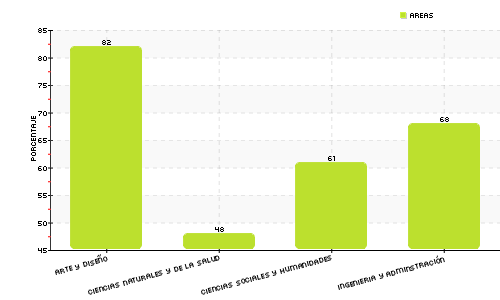 AREAS
85
80
75
70
65
60
55
50
45
PORCENTAJE
82
48
61
68
ARTE Y DISEÑO
CIENCIAS NATURALES Y DE LA SALUD
CIENCIAS SOCIALES Y HUMANIDADES
INGENIERIA Y ADMINSTRACIÓN